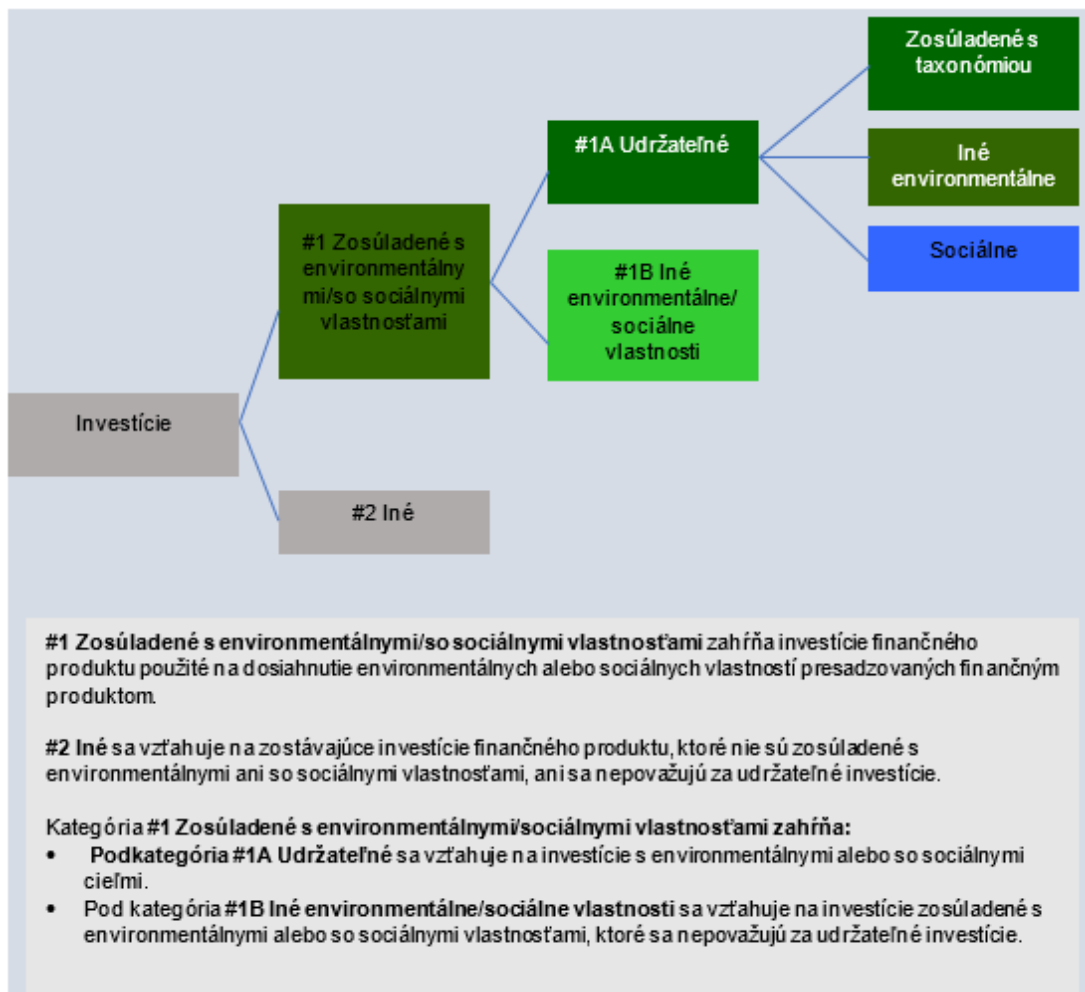 Zosúladené s
taxonómiou
#1A Udržateľné
Iné
environmentálne
#1 Zosúladené s
environmentálny
mi/so sociálnymi
vlastnosťami
Sociálne
#1B Iné
environmentálne/
sociálne
vlastnosti
Investície
#2 Iné
#1 Zosúladené s environmentálnymi/so sociálnymi vlastnosťami zahŕňa investície finančného
produktu použité na dosiahnutie environmentálnych alebo sociálnych vlastností presadzovaných finančným
produktom.
#2 Iné sa vzťahuje na zostávajúce investície finančného produktu, ktoré nie sú zosúladené s
environmentálnymi ani so sociálnymi vlastnosťami, ani sa nepovažujú za udržateľné investície.
Kategória #1 Zosúladené s environmentálnymi/sociálnymi vlastnosťami zahŕňa:
• Podkategória #1A Udržateľné sa vzťahuje na investície s environmentálnymi alebo so sociálnymi
cieľmi.
• Pod kategória #1B Iné environmentálne/sociálne vlastnosti sa vzťahuje na investície zosúladené s
environmentálnymi alebo so sociálnymi vlastnosťami, ktoré sa nepovažujú za udržateľné investície.